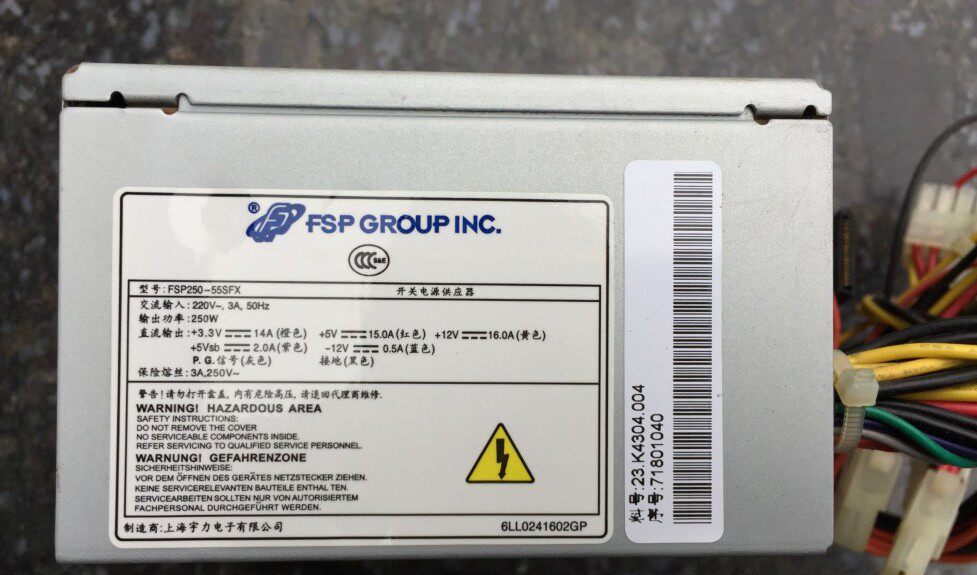 ® FSP GROUP INC.
CCC S&E
型号:FSP250-55SFX 开关电源供应器
交流输入:220V~, 3A, 50Hz
输出功率:250W
直流输出:+3.3V⎓14A(橙色) +5V⎓15.0A(红色) +12V⎓16.0A(黄色)
+5Vsb⎓2.0A(紫色) -12V⎓0.5A(蓝色)
P.G.信号(灰色) 接地(黑色)
保险熔丝:3A,250V~
警告!请勿打开盒盖,内有危险高压,请退回代理商维修.
WARNING! HAZARDOUS AREA
SAFETY INSTRUCTIONS:
DO NOT REMOVE THE COVER
NO SERVICEABLE COMPONENTS INSIDE.
REFER SERVICING TO QUALIFIED SERVICE PERSONNEL.
WARNUNG! GEFAHRENZONE
SICHERHEITSHINWEISE:
VOR DEM ÖFFNEN DES GERÄTES NETZSTECKER ZIEHEN.
KEINE SERVICERELEVANTEN BAUTEILE ENTHAL TEN.
SERVICEARBEITEN SOLLTEN NUR VON AUTORISIERTEM
FACHPERSONAL DURCHGEFÜHRT WERDEN.
制造商:上海宇力电子有限公司 6LL0241602GP
料号:23.K4304.004
序号:71801040